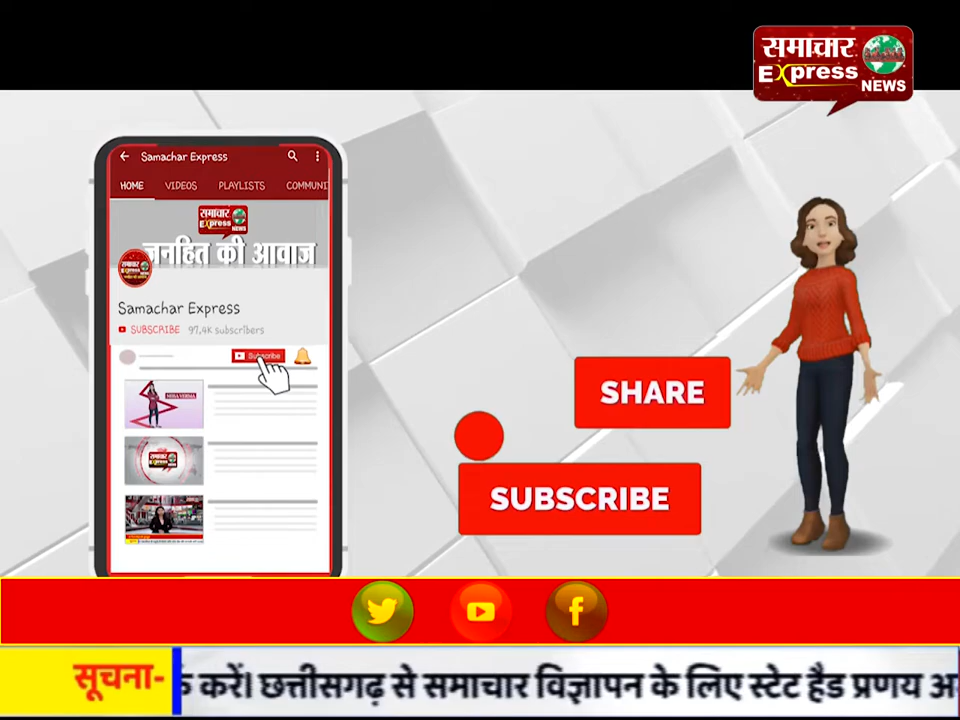 समाचार
Express
NEWS
Samachar Express
HOME VIDEOS PLAYLISTS COMMUNI
समाचार
Express
NEWS
जनहित की आवाज
Samachar Express
SUBSCRIBE 97.4K subscribers
Subscribe
SHARE
SUBSCRIBE
सूचना- करें। छत्तीसगढ़ से समाचार विज्ञापन के लिए स्टेट हैड प्रणय